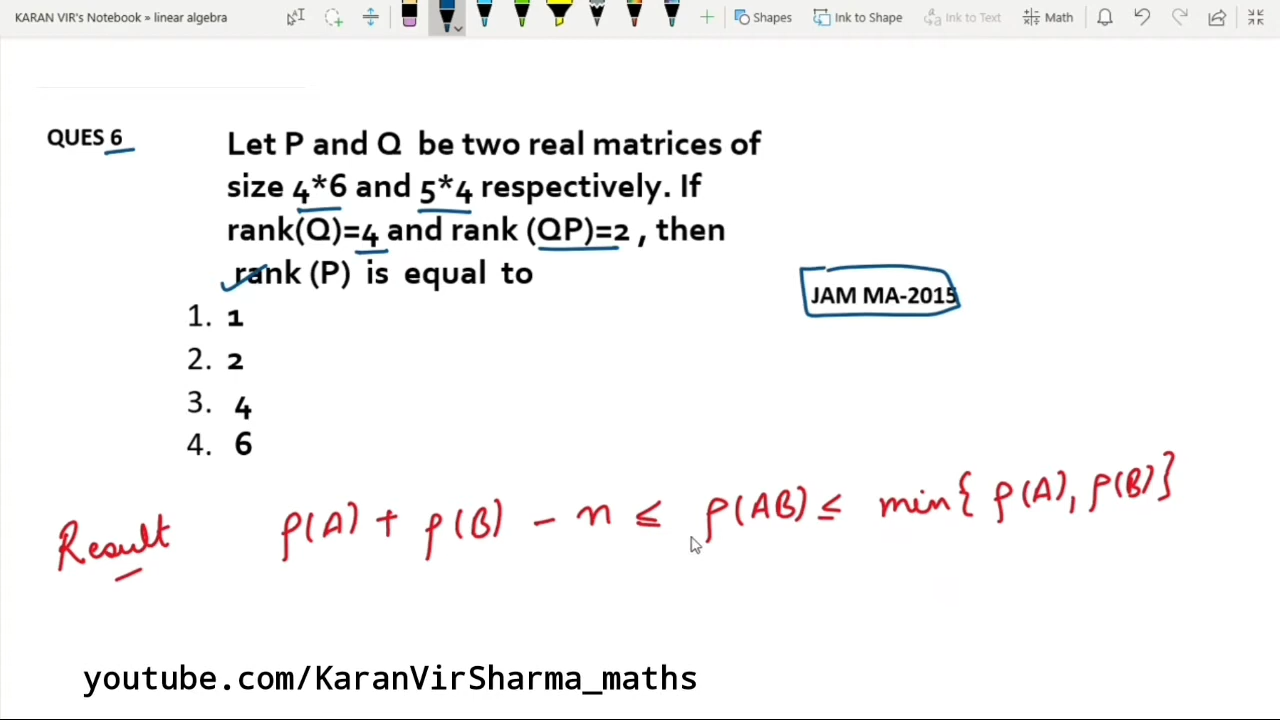 KARAN VIR's Notebook » linear algebra
Shapes
Ink to Shape
Ink to Text
Math
QUES 6
Let P and Q be two real matrices of
size 4*6 and 5*4 respectively. If
rank(Q)=4 and rank (QP)=2 , then
rank (P) is equal to
JAM MA-2015
1. 1
2. 2
3. 4
4. 6
Result ρ(A) + ρ(B) - n ≤ ρ(AB) ≤ min{ ρ(A), ρ(B)}
youtube.com/KaranVirSharma_maths